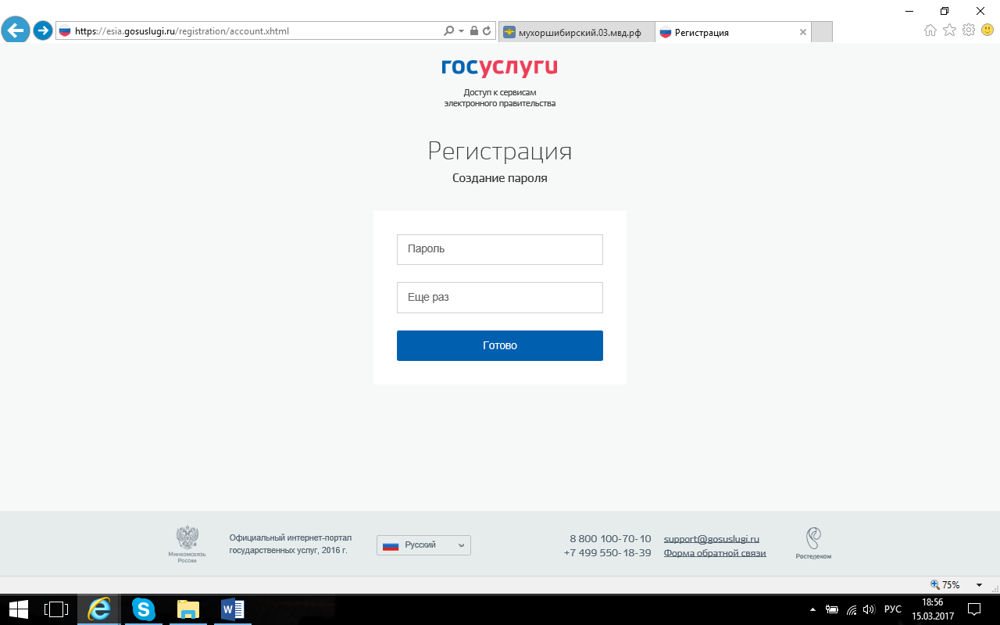 https://esia.gosuslugi.ru/registration/account.xhtml
мухоршибирский.03.мвд.рф
Регистрация
госуслуги
Доступ к сервисам
электронного правительства
Регистрация
Создание пароля
Пароль
Еще раз
Готово
Минкомсвязь
России
Официальный интернет-портал
государственных услуг, 2016 г.
Русский
8 800 100-70-10
+7 499 550-18-39
support@gosuslugi.ru
Форма обратной связи
Ростелеком
75%
РУС
18:56
15.03.2017